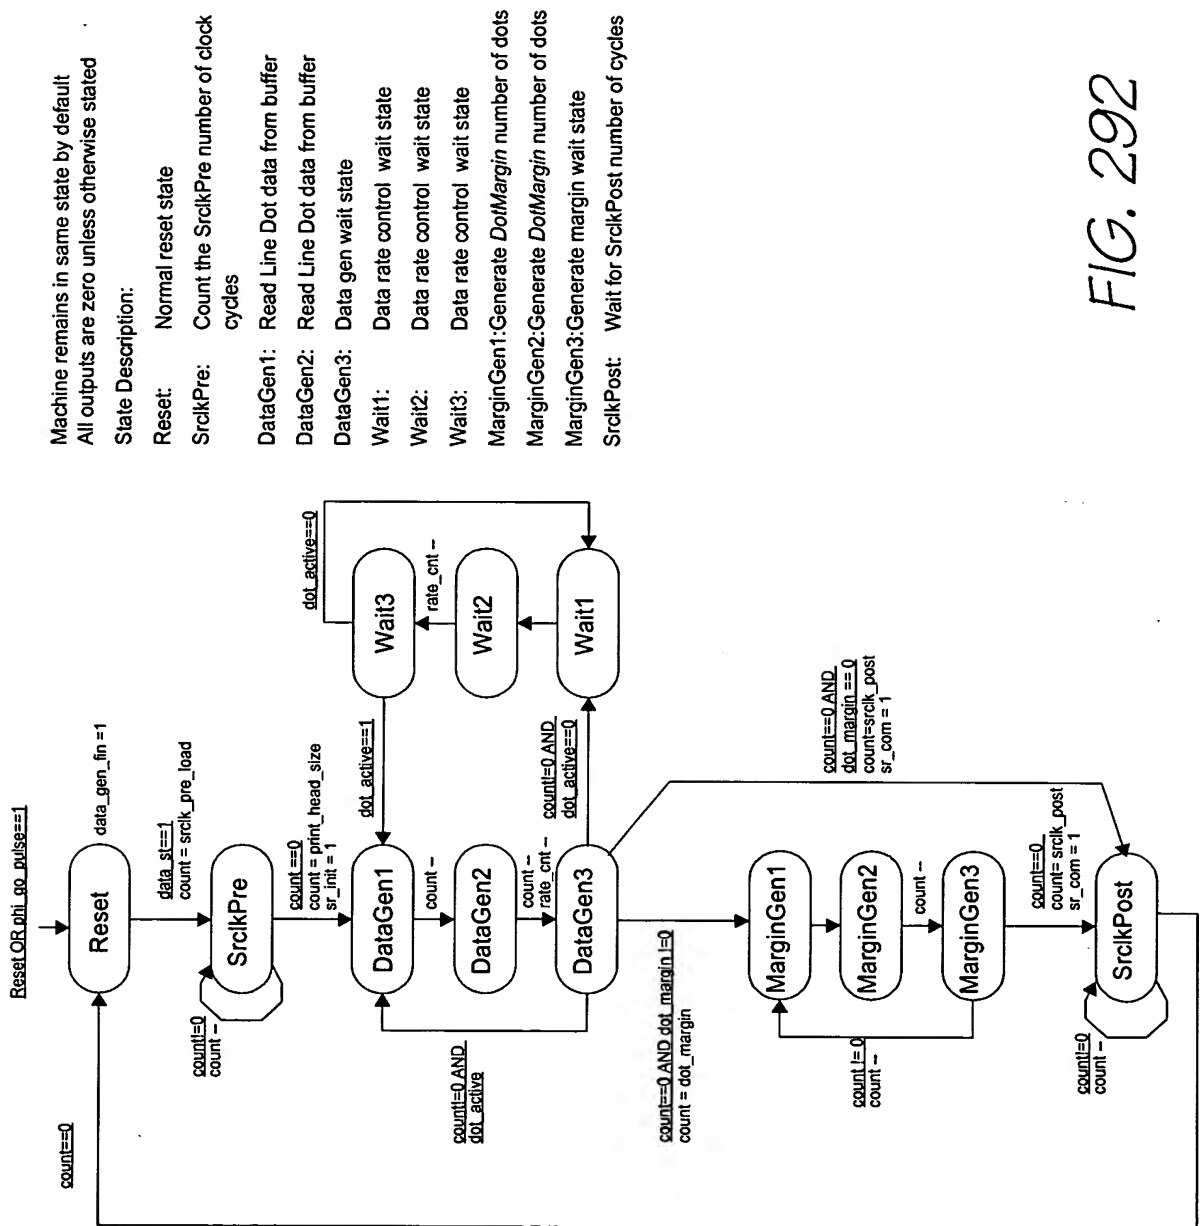 Machine remains in same state by default
All outputs are zero unless otherwise stated
State Description:
Reset: Normal reset state
SrclkPre: Count the SrclkPre number of clock
cycles
DataGen1: Read Line Dot data from buffer
DataGen2: Read Line Dot data from buffer
DataGen3: Data gen wait state
Wait1: Data rate control wait state
Wait2: Data rate control wait state
Wait3: Data rate control wait state
MarginGen1:Generate DotMargin number of dots
MarginGen2:Generate DotMargin number of dots
MarginGen3:Generate margin wait state
SrclkPost: Wait for SrclkPost number of cycles
Reset OR phi_go_pulse==1
Reset
data_gen_fin =1
count==0
data_st==1
count = srclk_pre_load
SrclkPre
count!=0
count --
count ==0
count = print_head_size
sr_init = 1
DataGen1
dot_active==1
Wait3
dot_active==0
count --
rate_cnt --
DataGen2
Wait2
count --
rate_cnt --
DataGen3
count!=0 AND
dot_active
count!=0 AND
dot_active==0
Wait1
count==0 AND dot_margin !=0
count = dot_margin
count==0 AND
dot_margin == 0
count=srclk_post
sr_com = 1
MarginGen1
MarginGen2
count --
MarginGen3
count != 0
count --
count==0
count= srclk_post
sr_com = 1
SrclkPost
count!=0
count --
FIG. 292